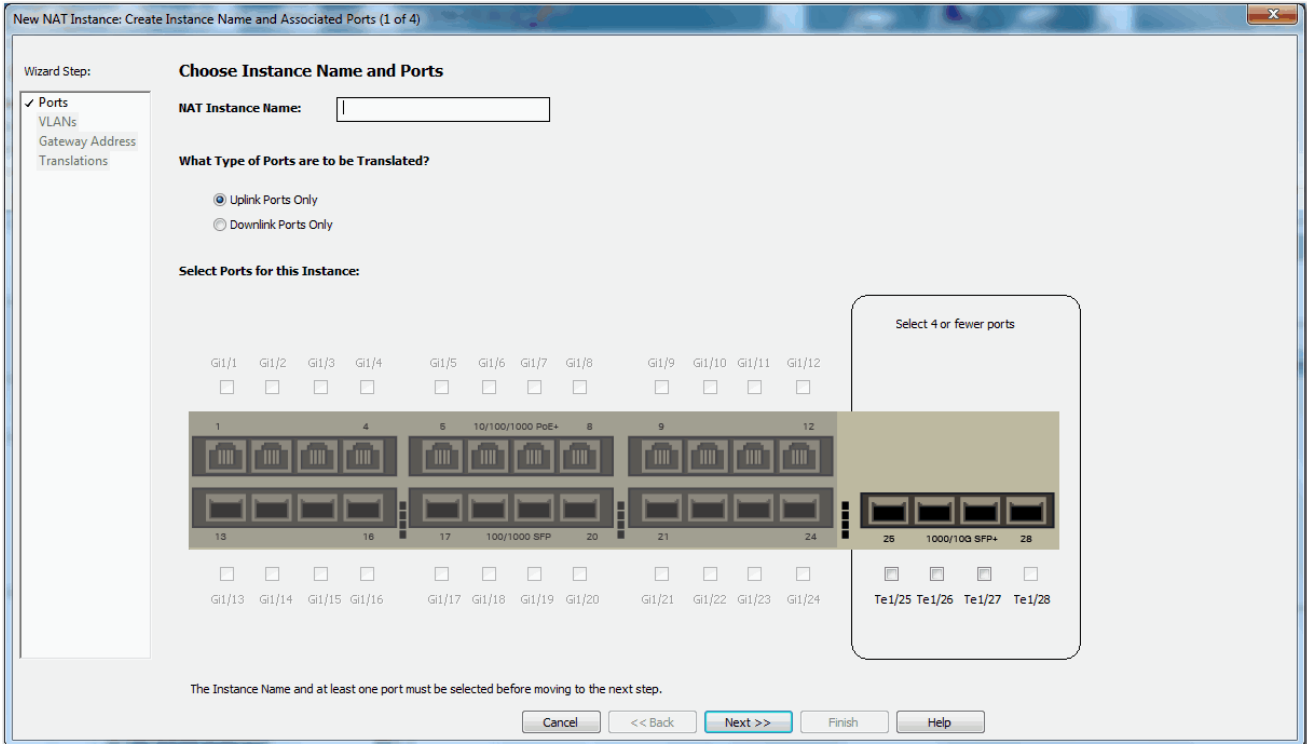 New NAT Instance: Create Instance Name and Associated Ports (1 of 4)
Wizard Step:
✓ Ports
VLANs
Gateway Address
Translations
Choose Instance Name and Ports
NAT Instance Name:
What Type of Ports are to be Translated?
Uplink Ports Only
Downlink Ports Only
Select Ports for this Instance:
Select 4 or fewer ports
Gi1/1 Gi1/2 Gi1/3 Gi1/4 Gi1/5 Gi1/6 Gi1/7 Gi1/8 Gi1/9 Gi1/10 Gi1/11 Gi1/12
1 4 5 10/100/1000 PoE+ 8 9 12
13 16 17 100/1000 SFP 20 21 24 25 1000/10G SFP+ 28
Gi1/13 Gi1/14 Gi1/15 Gi1/16 Gi1/17 Gi1/18 Gi1/19 Gi1/20 Gi1/21 Gi1/22 Gi1/23 Gi1/24 Te1/25 Te1/26 Te1/27 Te1/28
The Instance Name and at least one port must be selected before moving to the next step.
Cancel << Back Next >> Finish Help